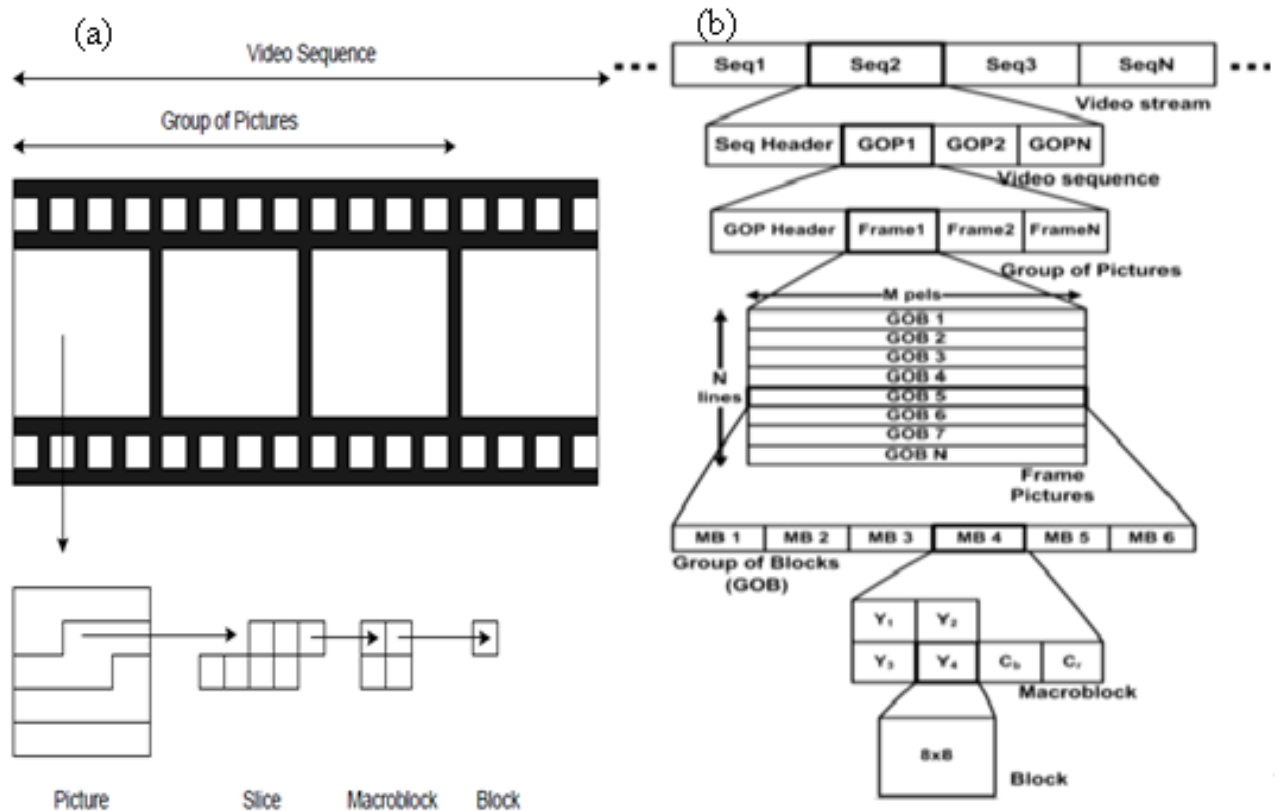 (a)
Video Sequence
Group of Pictures
Picture Slice Macroblock Block
(b)
Seq1 Seq2 Seq3 SeqN
Video stream
Seq Header GOP1 GOP2 GOPN
Video sequence
GOP Header Frame1 Frame2 FrameN
Group of Pictures
M pels
GOB 1
GOB 2
GOB 3
GOB 4
N
lines
GOB 5
GOB 6
GOB 7
GOB N
Frame
Pictures
MB 1 MB 2 MB 3 MB 4 MB 5 MB 6
Group of Blocks
(GOB)
Y₁ Y₂
Y₃ Y₄ Cb Cr
Macroblock
8x8
Block